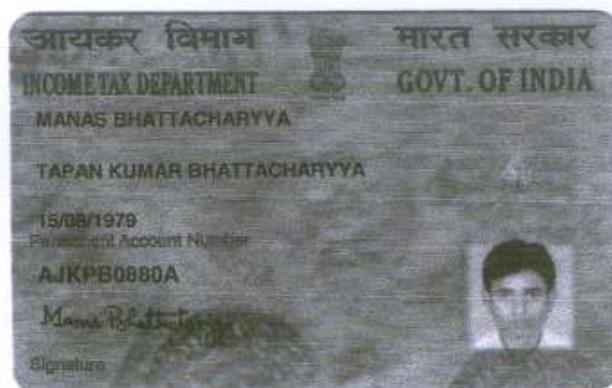 आयकर विभाग
भारत सरकार
INCOME TAX DEPARTMENT
GOVT. OF INDIA
MANAS BHATTACHARYYA
TAPAN KUMAR BHATTACHARYYA
15/08/1979
Permanent Account Number
AJKPB0880A
Signature